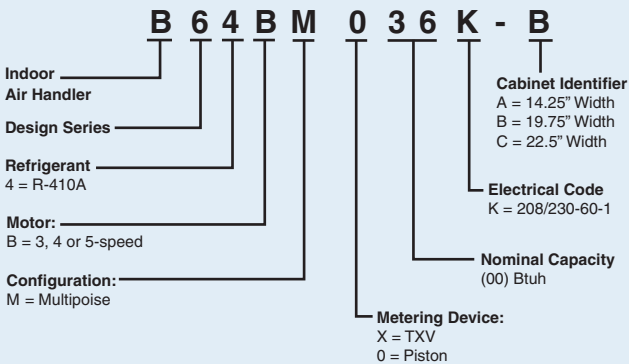 B 6 4 B M 0 3 6 K - B
Indoor
Air Handler
Design Series
Refrigerant
4 = R-410A
Motor:
B = 3, 4 or 5-speed
Configuration:
M = Multipoise
Cabinet Identifier
A = 14.25” Width
B = 19.75” Width
C = 22.5” Width
Electrical Code
K = 208/230-60-1
Nominal Capacity
(00) Btuh
Metering Device:
X = TXV
0 = Piston